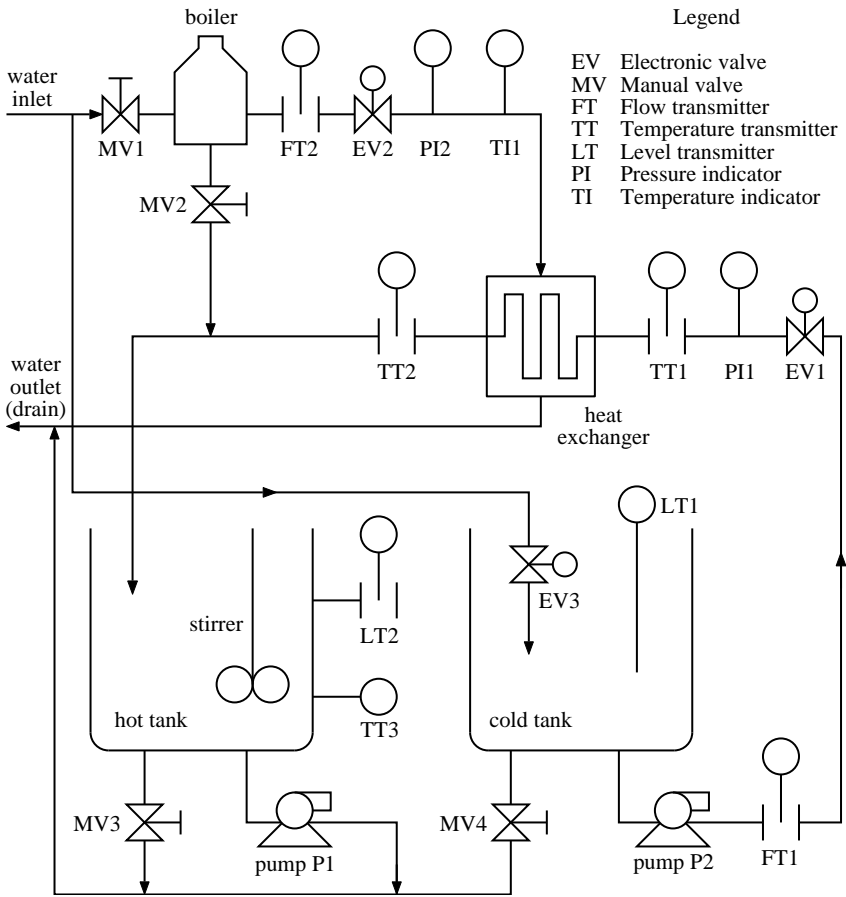 boiler
Legend
EV Electronic valve
MV Manual valve
FT Flow transmitter
TT Temperature transmitter
LT Level transmitter
PI Pressure indicator
TI Temperature indicator
water
inlet
MV1
FT2
EV2
PI2
TI1
MV2
water
outlet
(drain)
TT2
TT1
PI1
EV1
heat
exchanger
LT1
EV3
stirrer
LT2
hot tank
TT3
cold tank
MV3
pump P1
MV4
pump P2
FT1